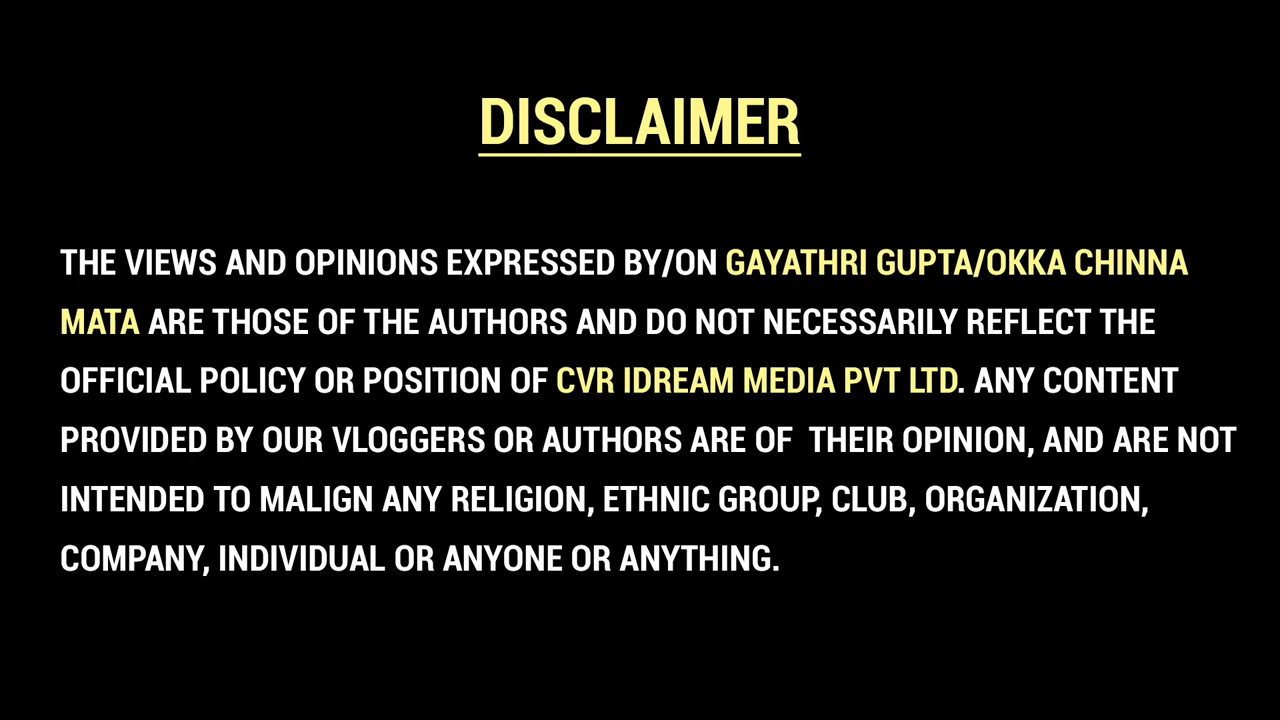 DISCLAIMER
THE VIEWS AND OPINIONS EXPRESSED BY/ON GAYATHRI GUPTA/OKKA CHINNA
MATA ARE THOSE OF THE AUTHORS AND DO NOT NECESSARILY REFLECT THE
OFFICIAL POLICY OR POSITION OF CVR IDREAM MEDIA PVT LTD. ANY CONTENT
PROVIDED BY OUR VLOGGERS OR AUTHORS ARE OF  THEIR OPINION, AND ARE NOT
INTENDED TO MALIGN ANY RELIGION, ETHNIC GROUP, CLUB, ORGANIZATION,
COMPANY, INDIVIDUAL OR ANYONE OR ANYTHING.